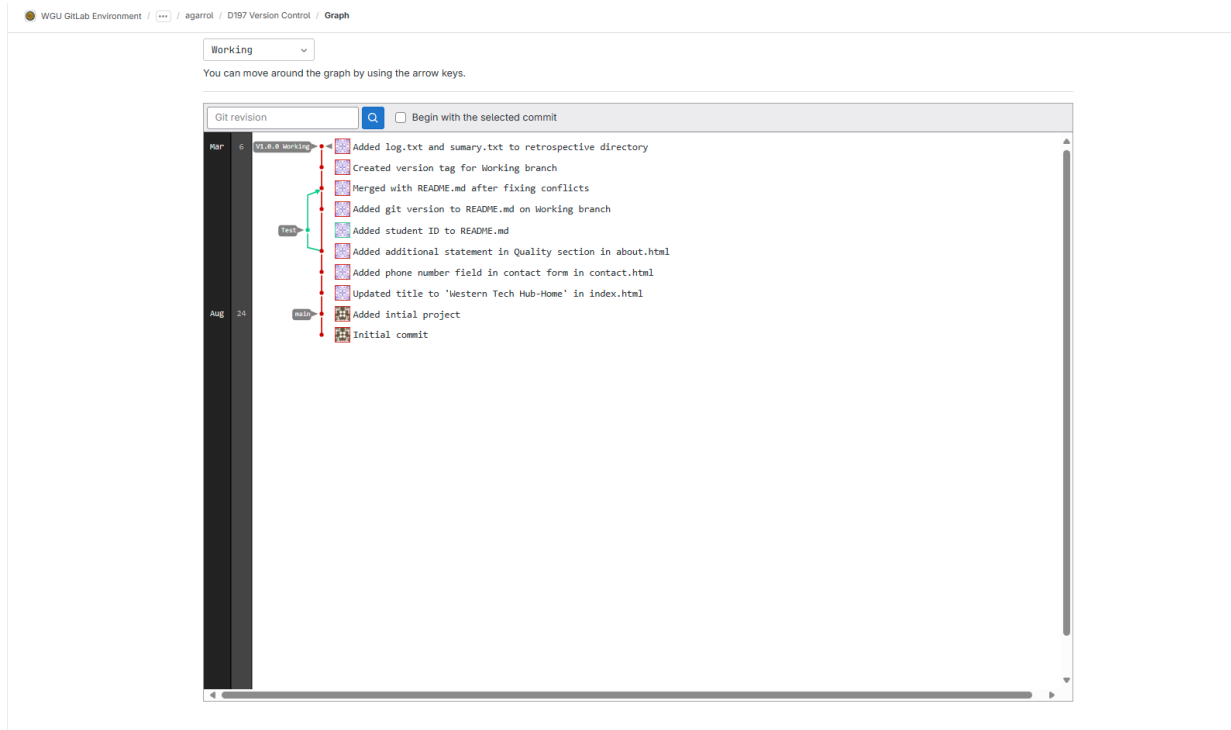 WGU GitLab Environment / ... / agarrol / D197 Version Control / Graph
Working
You can move around the graph by using the arrow keys.
Git revision Begin with the selected commit
Mar 6 V1.0.0 Working Added log.txt and sumary.txt to retrospective directory
Created version tag for Working branch
Merged with README.md after fixing conflicts
Added git version to README.md on Working branch
Test Added student ID to README.md
Added additional statement in Quality section in about.html
Added phone number field in contact form in contact.html
Updated title to 'Western Tech Hub-Home' in index.html
Aug 24 main Added intial project
Initial commit